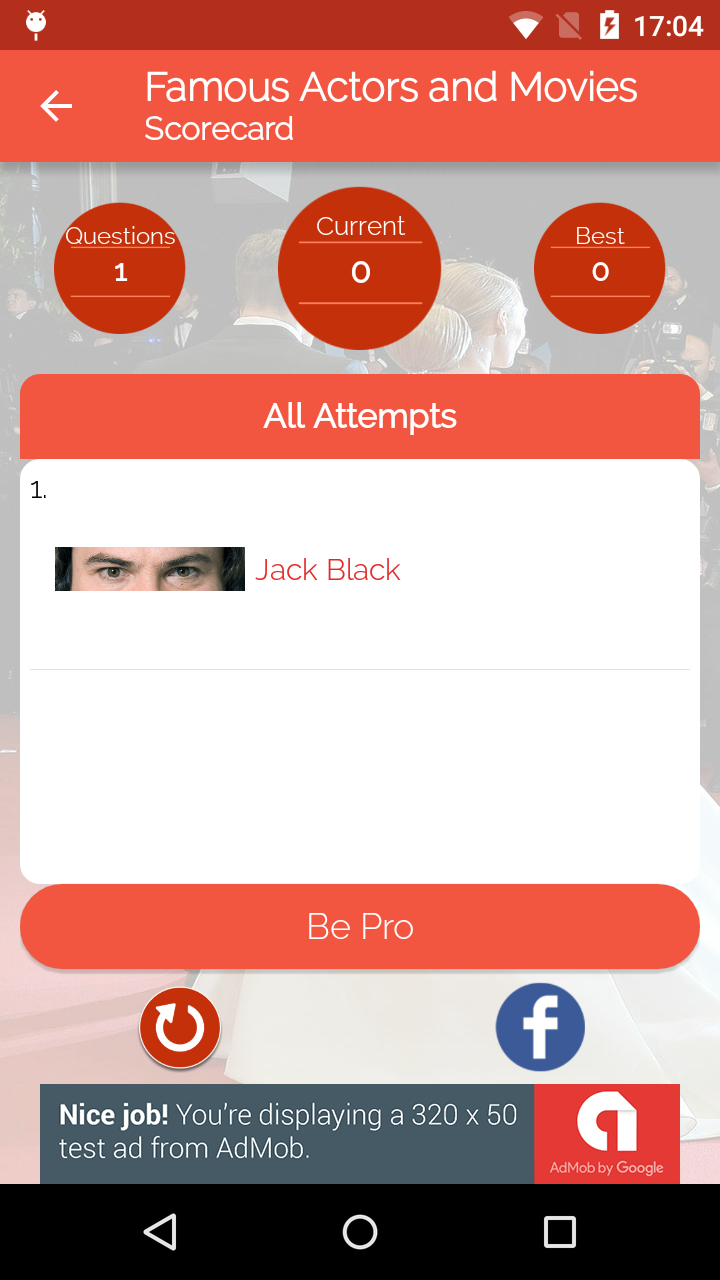 17:04
Famous Actors and Movies
Scorecard
Questions
1
Current
0
Best
0
All Attempts
1.
Jack Black
Be Pro
f
Nice job! You're displaying a 320 x 50
test ad from AdMob.
AdMob by Google